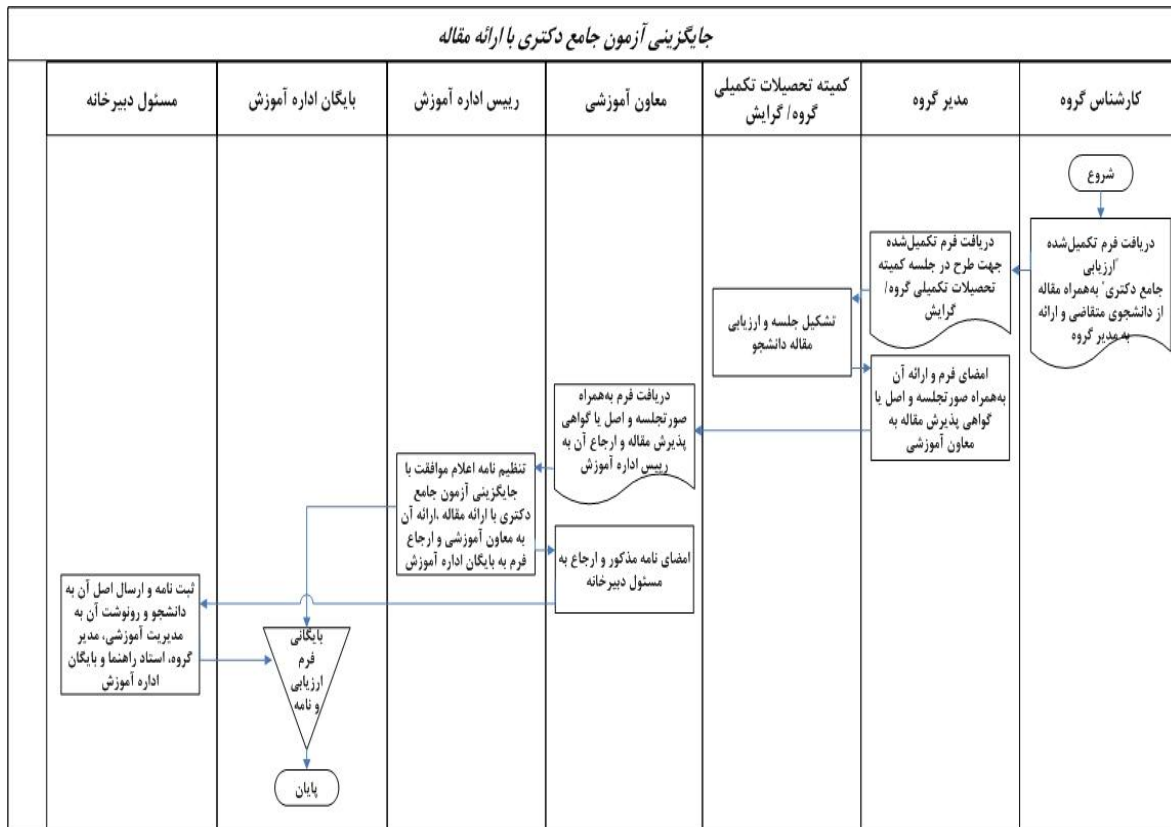 جایگزینی آزمون جامع دکتری با ارائه مقاله
کارشناس گروه
مدیر گروه
کمیته تحصیلات تکمیلی
گروه/ گرایش
معاون آموزشی
رییس اداره آموزش
بایگان اداره آموزش
مسئول دبیرخانه
شروع
دریافت فرم تکمیل‌شده
"ارزیابی
جامع دکتری" به‌همراه مقاله
از دانشجوی متقاضی و ارائه
به مدیر گروه
دریافت فرم تکمیل‌شده
جهت طرح در جلسه کمیته
تحصیلات تکمیلی گروه/
گرایش
تشکیل جلسه و ارزیابی
مقاله دانشجو
امضای فرم و ارائه آن
به‌همراه صورتجلسه و اصل یا
گواهی پذیرش مقاله به
معاون آموزشی
دریافت فرم به‌همراه
صورتجلسه و اصل یا گواهی
پذیرش مقاله و ارجاع آن به
رییس اداره آموزش
تنظیم نامه اعلام موافقت با
جایگزینی آزمون جامع
دکتری با ارائه مقاله ،ارائه آن
به معاون آموزشی و ارجاع
فرم به بایگان اداره آموزش
امضای نامه مذکور و ارجاع به
مسئول دبیرخانه
ثبت نامه و ارسال اصل آن به
دانشجو و رونوشت آن به
مدیریت آموزشی، مدیر
گروه، استاد راهنما و بایگان
اداره آموزش
بایگانی
فرم
ارزیابی
و نامه
پایان